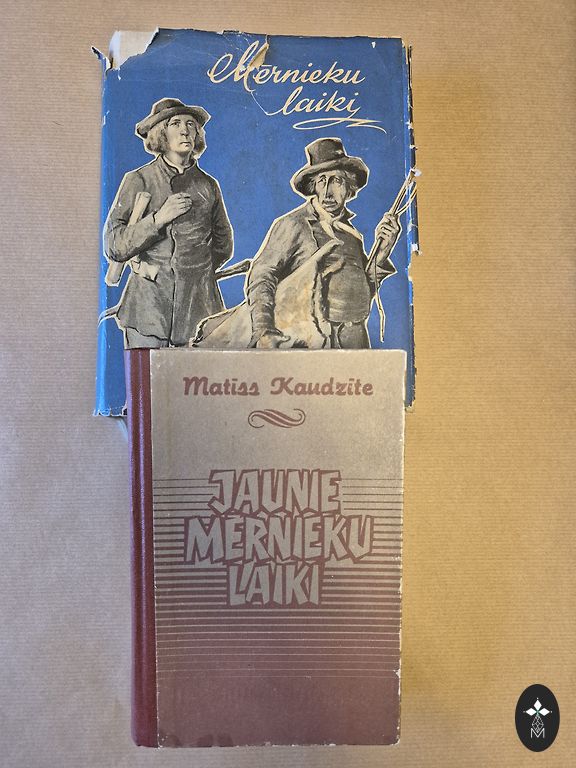 Mērnieku
laiki
Matīss Kaudzīte
JAUNIE
MĒRNIEKU
LAIKI
M